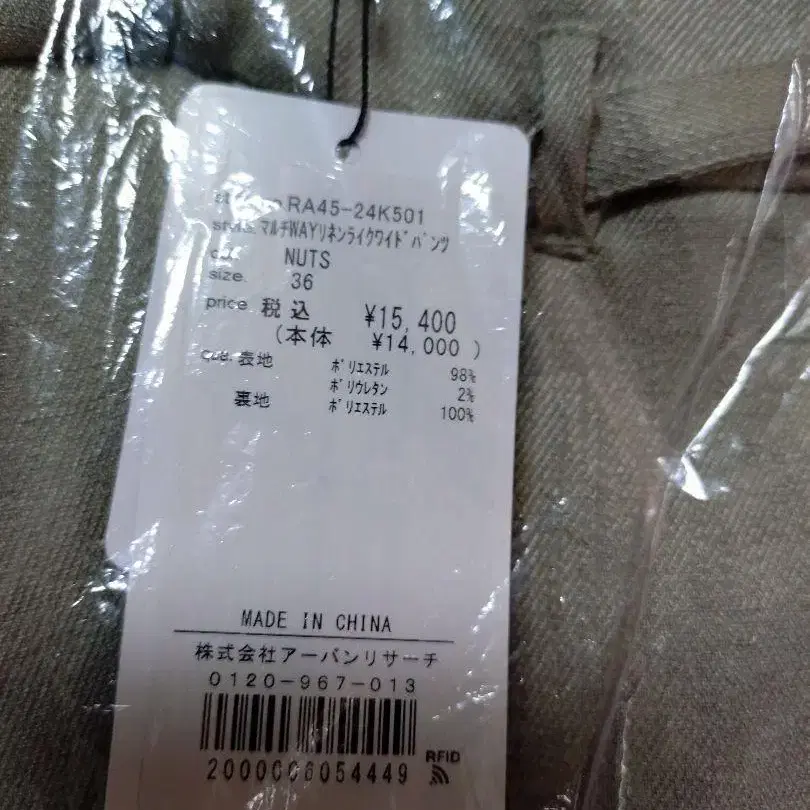 RA45-24K501
style. ﾏﾙﾁWAYﾘﾈﾝﾗｲｸﾜｲﾄﾞﾊﾟﾝﾂ
NUTS
size. 36
price 税込 ¥15,400
(本体 ¥14,000 )
表地 ﾎﾟﾘｴｽﾃﾙ 98%
ﾎﾟﾘｳﾚﾀﾝ 2%
裏地 ﾎﾟﾘｴｽﾃﾙ 100%
MADE IN CHINA
株式会社アーバンリサーチ
0120-967-013
RFID
2000006054449